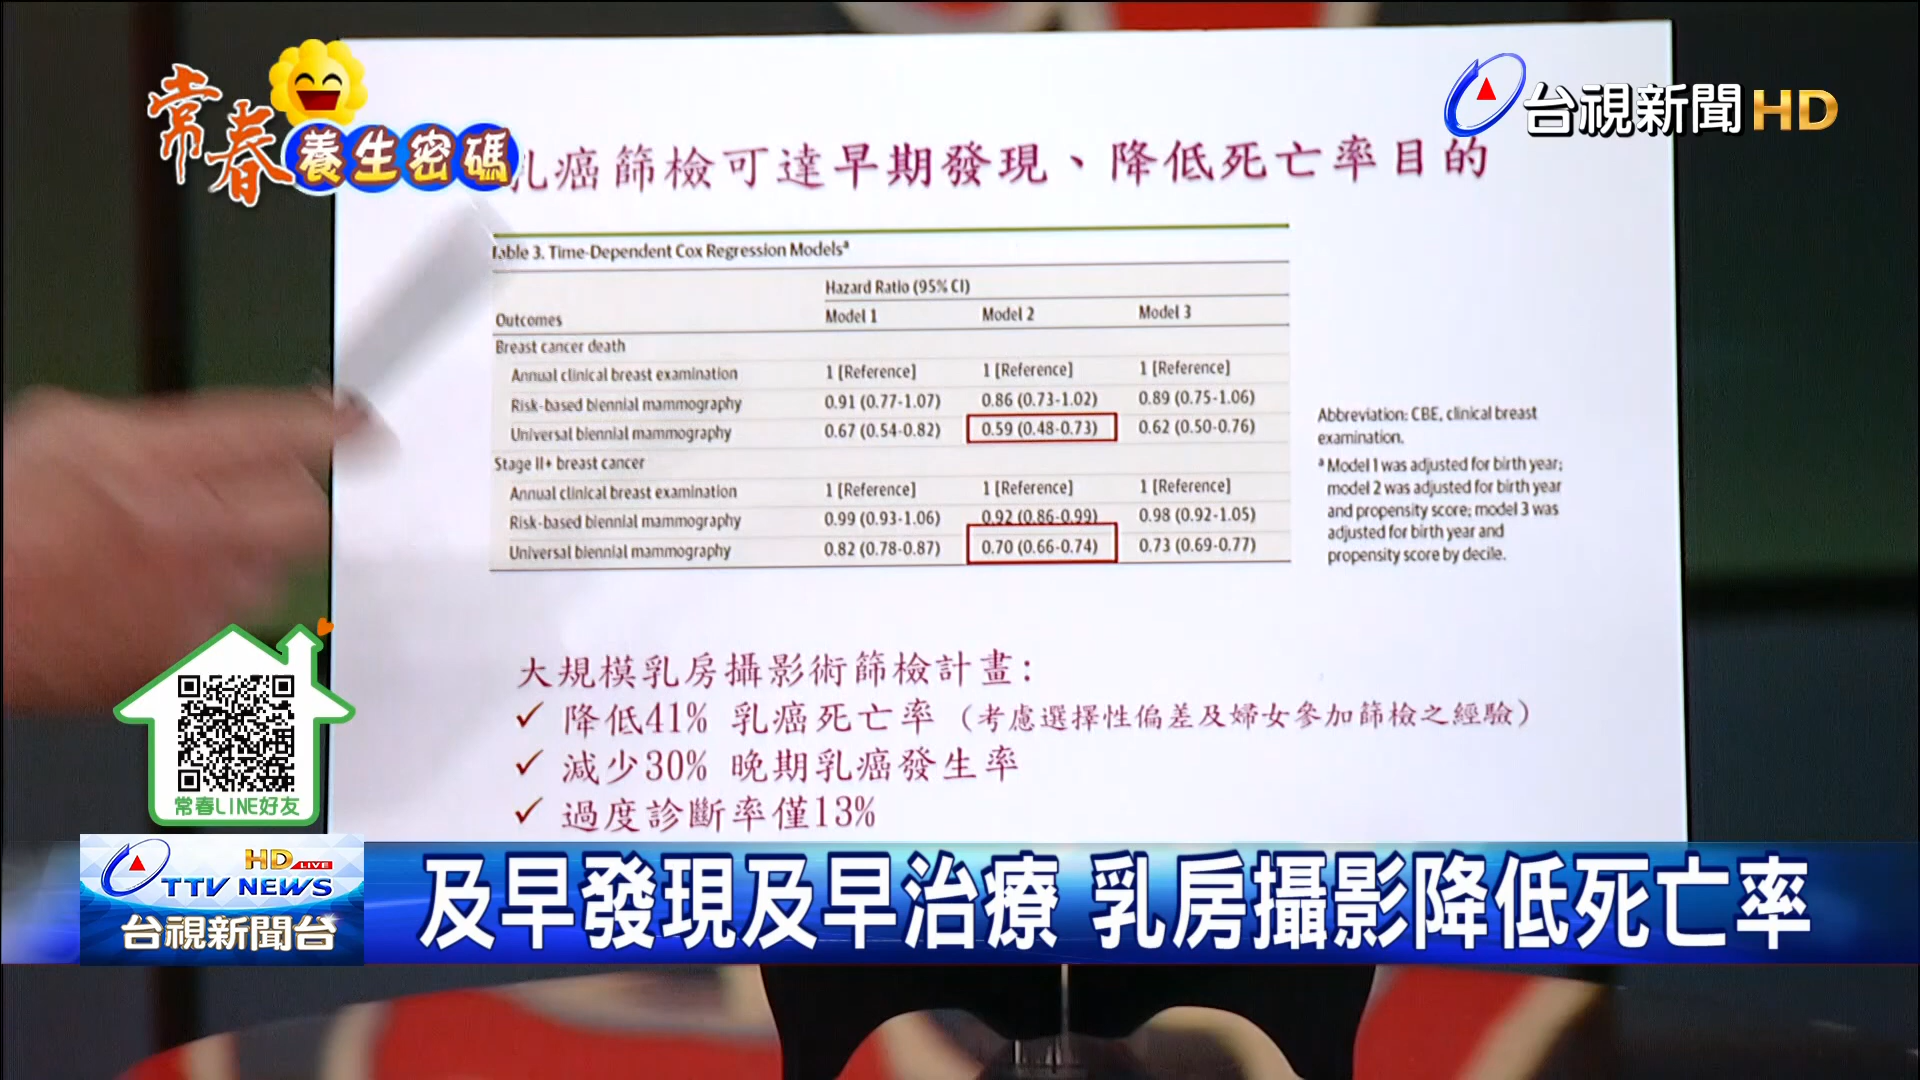 常春
養生密碼
台視新聞HD
乳癌篩檢可達早期發現、降低死亡率目的
Table 3. Time-Dependent Cox Regression Modelsª
Hazard Ratio (95% CI)
Outcomes Model 1 Model 2 Model 3
Breast cancer death
Annual clinical breast examination 1 [Reference] 1 [Reference] 1 [Reference]
Risk-based biennial mammography 0.91 (0.77-1.07) 0.86 (0.73-1.02) 0.89 (0.75-1.06)
Universal biennial mammography 0.67 (0.54-0.82) 0.59 (0.48-0.73) 0.62 (0.50-0.76)
Stage II+ breast cancer
Annual clinical breast examination 1 [Reference] 1 [Reference] 1 [Reference]
Risk-based biennial mammography 0.99 (0.93-1.06) 0.92 (0.86-0.99) 0.98 (0.92-1.05)
Universal biennial mammography 0.82 (0.78-0.87) 0.70 (0.66-0.74) 0.73 (0.69-0.77)
Abbreviation: CBE, clinical breast
examination.
ª Model 1 was adjusted for birth year;
model 2 was adjusted for birth year
and propensity score; model 3 was
adjusted for birth year and
propensity score by decile.
大規模乳房攝影術篩檢計畫：
✓ 降低41% 乳癌死亡率（考慮選擇性偏差及婦女參加篩檢之經驗）
✓ 減少30% 晚期乳癌發生率
✓ 過度診斷率僅13%
常春LINE好友
HD LIVE
TTV NEWS
台視新聞台
及早發現及早治療 乳房攝影降低死亡率